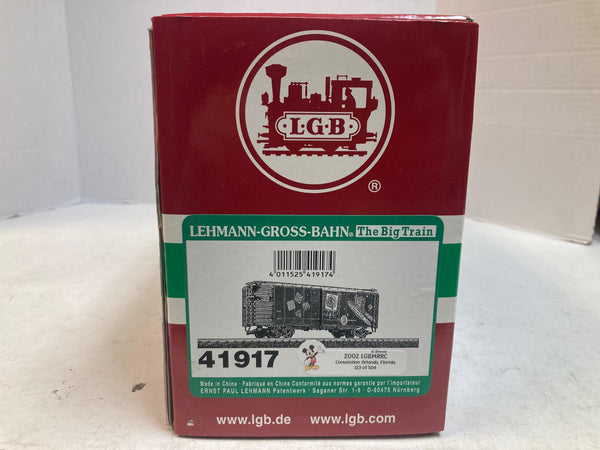 L·G·B
®
LEHMANN-GROSS-BAHN® The Big Train
4 011525 419174
41917
© Disney
2002 LGBMRRC
Convention Orlando, Florida
123 of 504
Made in China · Fabriqué en Chine Conformité aux normes garantie par l'importateur
ERNST PAUL LEHMANN Patentwerk · Saganer Str. 1-5 · D-90475 Nürnberg
www.lgb.de www.lgb.com